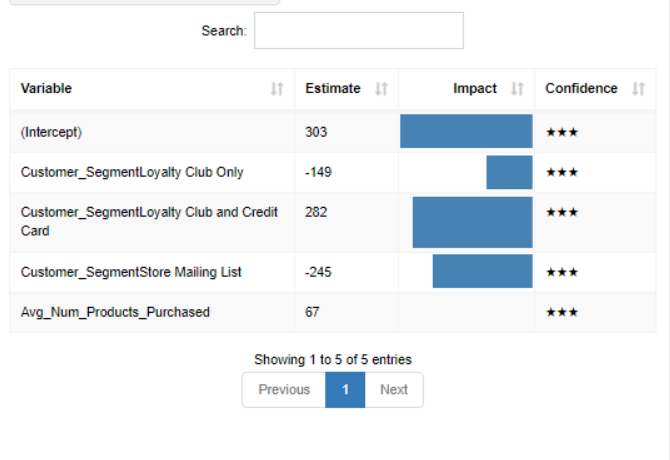 Search:
Variable Estimate Impact Confidence
(Intercept) 303 ★★★
Customer_SegmentLoyalty Club Only -149 ★★★
Customer_SegmentLoyalty Club and Credit 282 ★★★
Card
Customer_SegmentStore Mailing List -245 ★★★
Avg_Num_Products_Purchased 67 ★★★
Showing 1 to 5 of 5 entries
Previous 1 Next